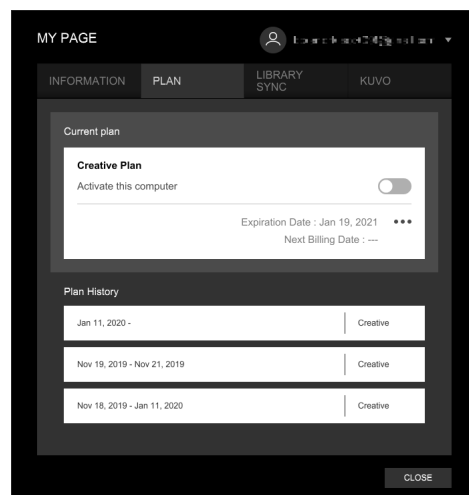 MY PAGE
INFORMATION
PLAN
LIBRARY
SYNC
KUVO
Current plan
Creative Plan
Activate this computer
Expiration Date : Jan 19, 2021 •••
Next Billing Date : ---
Plan History
Jan 11, 2020 - Creative
Nov 19, 2019 - Nov 21, 2019 Creative
Nov 18, 2019 - Jan 11, 2020 Creative
CLOSE